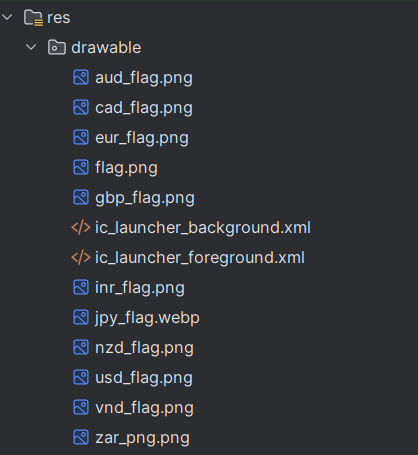 res
drawable
aud_flag.png
cad_flag.png
eur_flag.png
flag.png
gbp_flag.png
ic_launcher_background.xml
ic_launcher_foreground.xml
inr_flag.png
jpy_flag.webp
nzd_flag.png
usd_flag.png
vnd_flag.png
zar_png.png